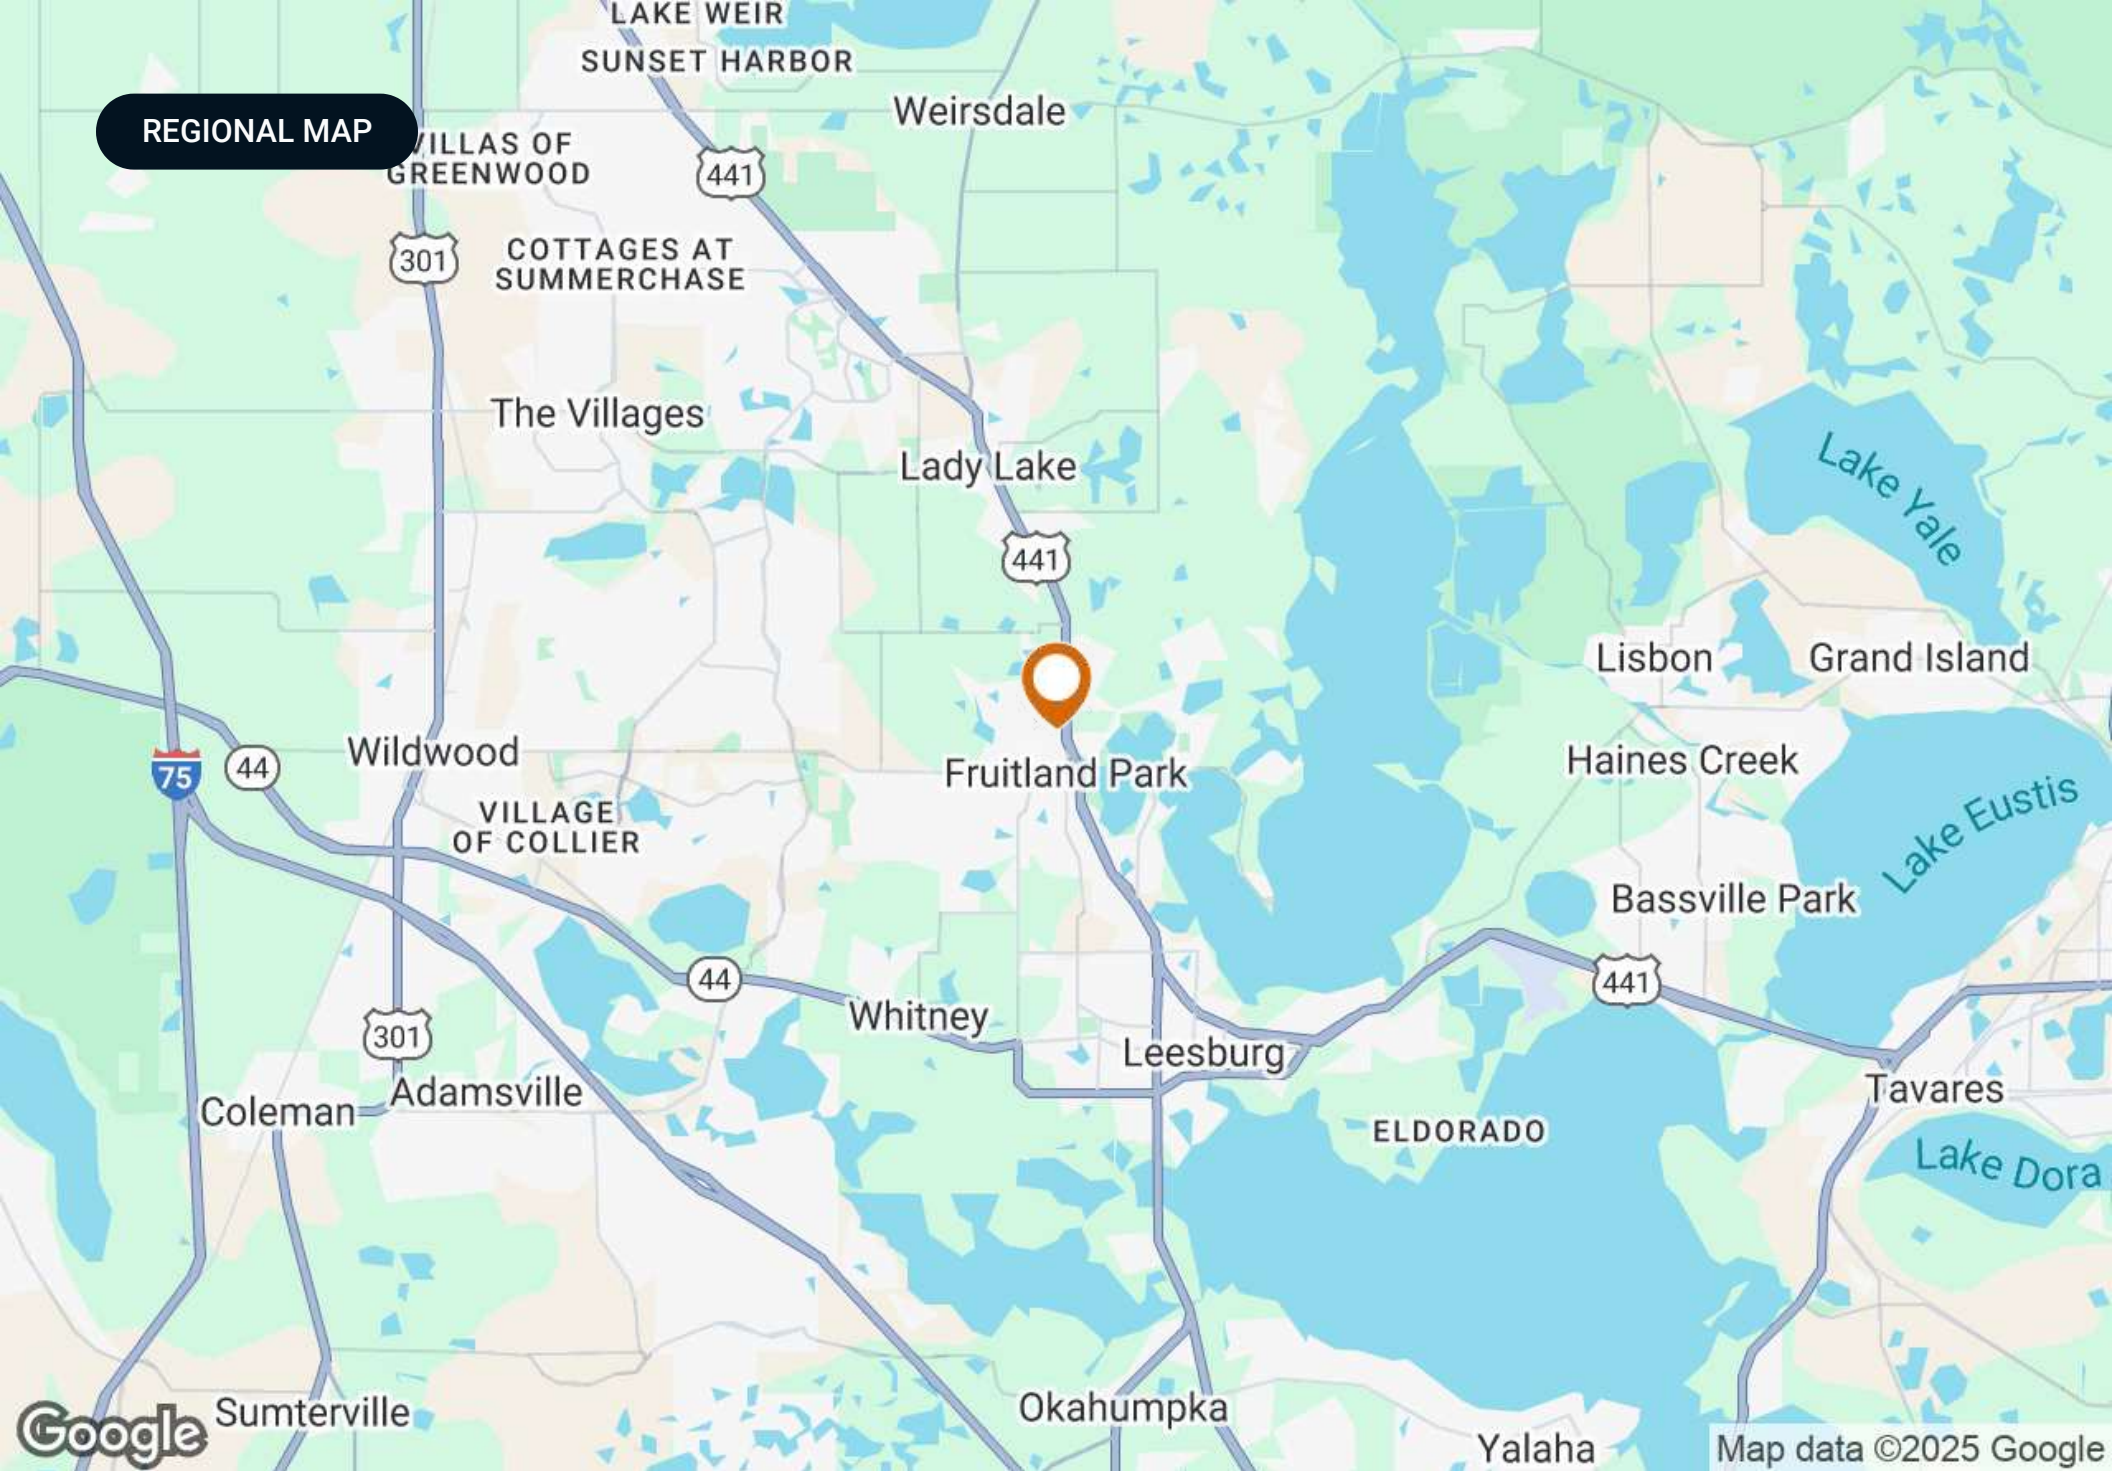 LAKE WEIR
SUNSET HARBOR
Weirsdale
REGIONAL MAP
VILLAS OF
GREENWOOD
441
301
COTTAGES AT
SUMMERCHASE
The Villages
Lady Lake
Lake Yale
441
Lisbon
Grand Island
Wildwood
75
44
Fruitland Park
Haines Creek
VILLAGE
OF COLLIER
Lake Eustis
Bassville Park
44
441
Whitney
301
Leesburg
Adamsville
Coleman
Tavares
ELDORADO
Lake Dora
Sumterville
Okahumpka
Google
Yalaha
Map data ©2025 Google